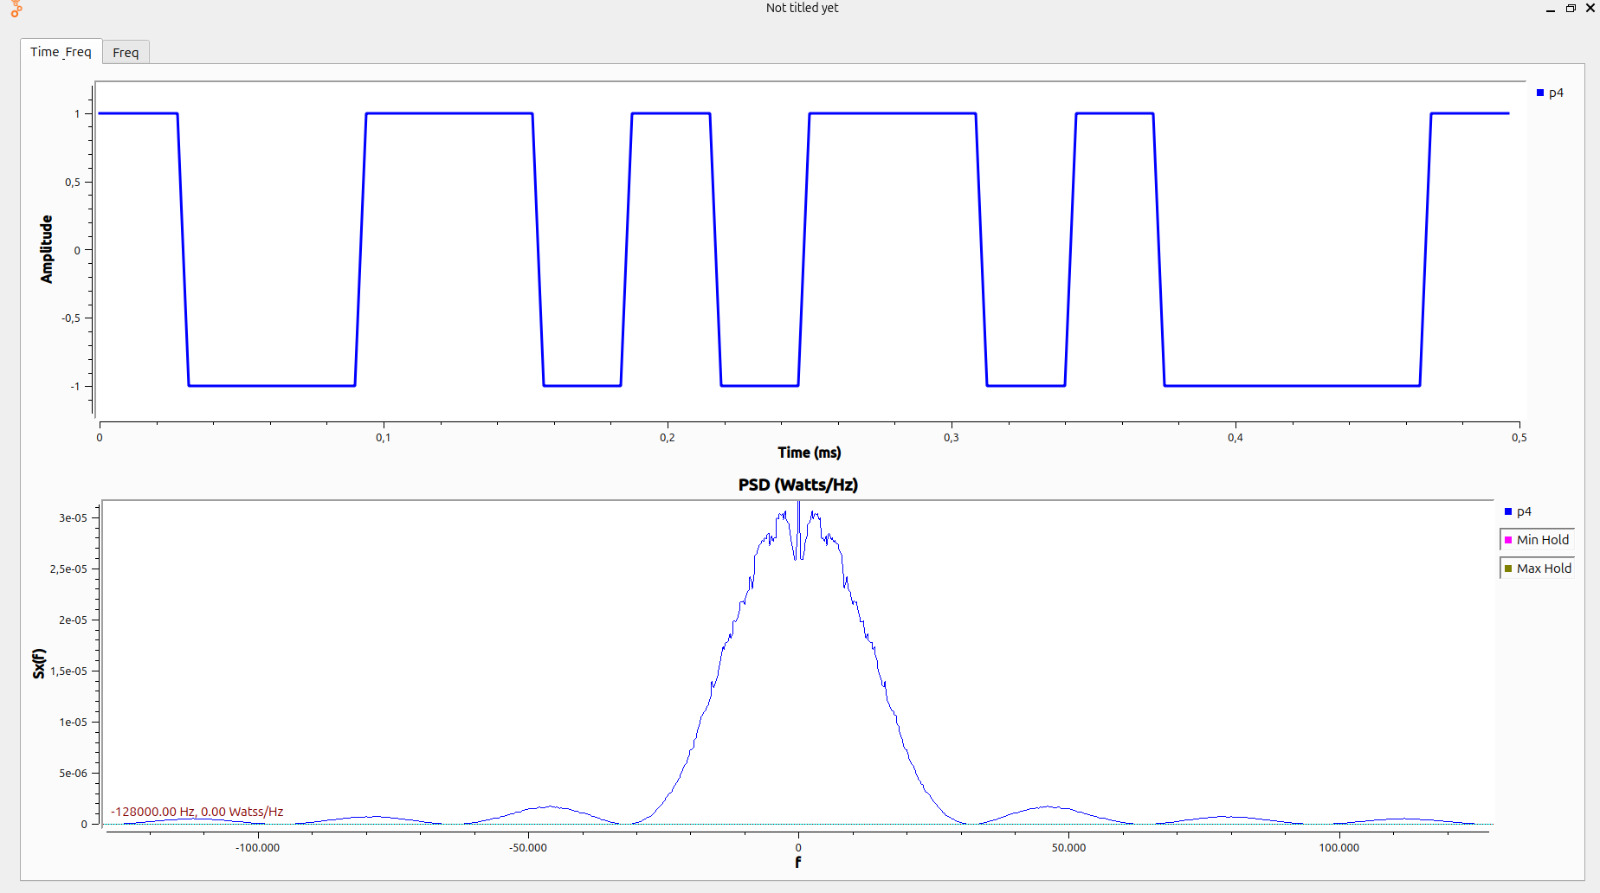 Not titled yet
Time_Freq
Freq
p4
1
0,5
0
-0,5
-1
Amplitude
0
0,1
0,2
0,3
0,4
0,5
Time (ms)
PSD (Watts/Hz)
p4
Min Hold
Max Hold
3e-05
2,5e-05
2e-05
1,5e-05
1e-05
5e-06
0
Sx(f)
-128000.00 Hz, 0.00 Watss/Hz
-100.000
-50.000
0
50.000
100.000
f